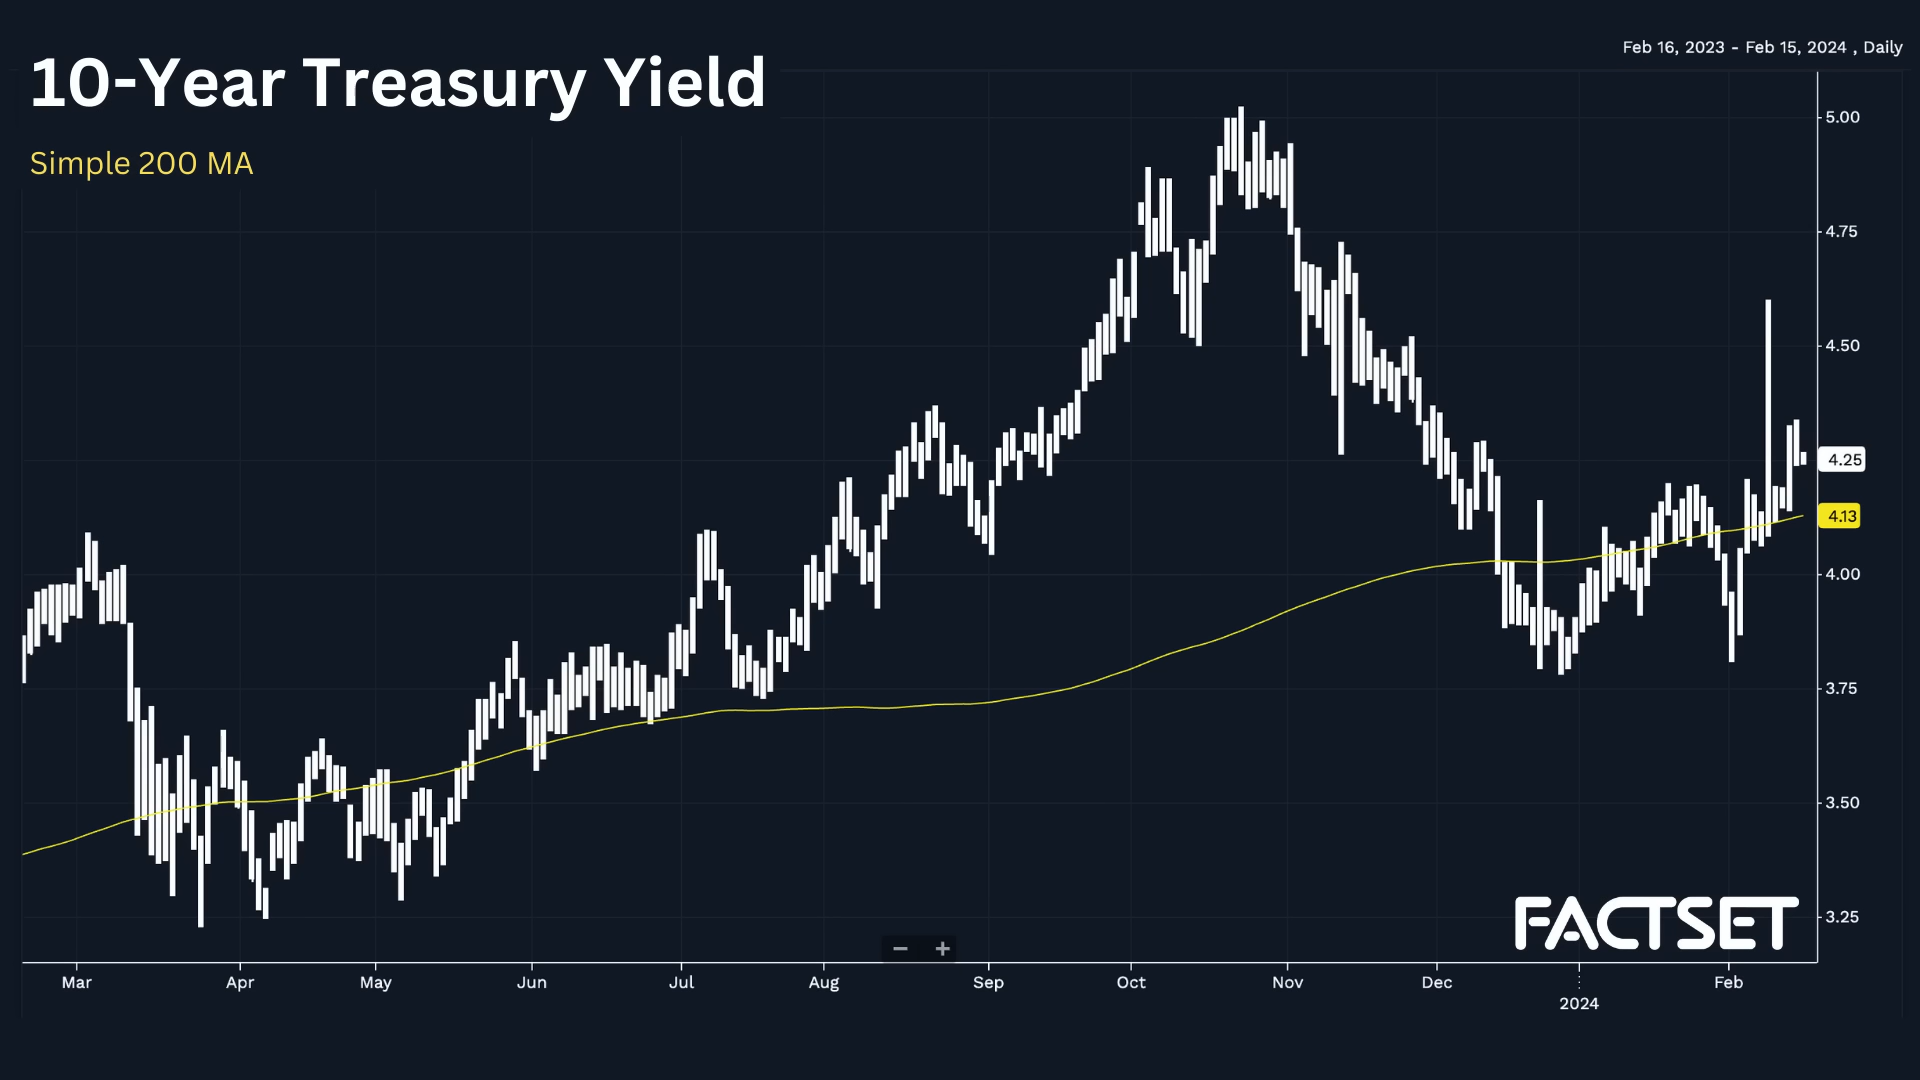 Feb 16, 2023 - Feb 15, 2024 , Daily
10-Year Treasury Yield
Simple 200 MA
5.00
4.75
4.50
4.25
4.13
4.00
3.75
3.50
3.25
FACTSET
− +
Mar Apr May Jun Jul Aug Sep Oct Nov Dec Feb
2024